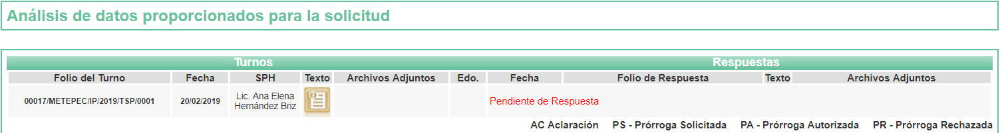 Análisis de datos proporcionados para la solicitud
Turnos Respuestas
Folio del Turno Fecha SPH Texto Archivos Adjuntos Edo. Fecha Folio de Respuesta Texto Archivos Adjuntos
00017/METEPEC/IP/2019/TSP/0001 20/02/2019 Lic. Ana Elena Hernández Briz Pendiente de Respuesta
AC Aclaración PS - Prórroga Solicitada PA - Prórroga Autorizada PR - Prórroga Rechazada